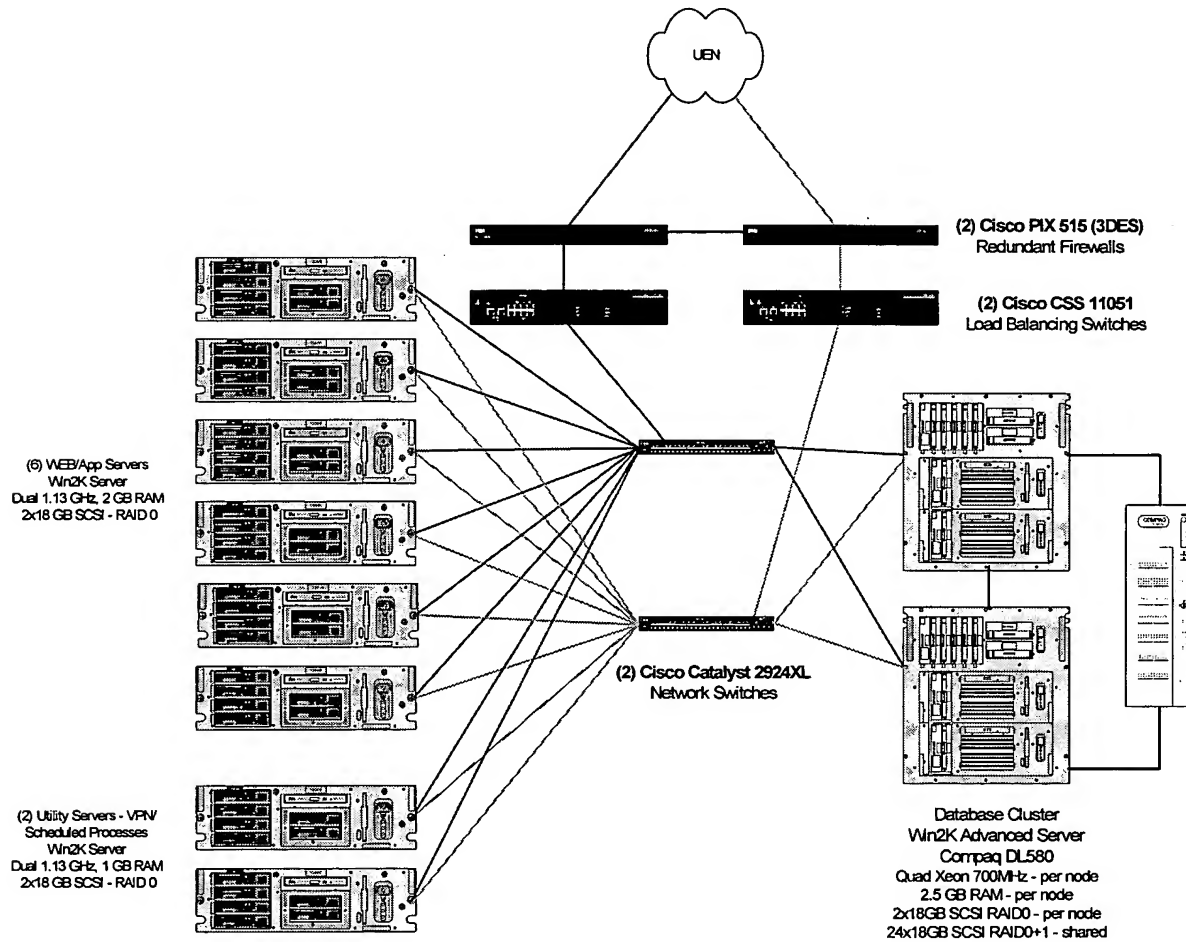 UEN
(2) Cisco PIX 515 (3DES)
Redundant Firewalls
(2) Cisco CSS 11051
Load Balancing Switches
(6) WEB/App Servers
Win2K Server
Dual 1.13 GHz, 2 GB RAM
2x18 GB SCSI - RAID 0
COMPAQ
(2) Cisco Catalyst 2924XL
Network Switches
(2) Utility Servers - VPN/
Scheduled Processes
Win2K Server
Dual 1.13 GHz, 1 GB RAM
2x18 GB SCSI - RAID 0
Database Cluster
Win2K Advanced Server
Compaq DL580
Quad Xeon 700MHz - per node
2.5 GB RAM - per node
2x18GB SCSI RAID0 - per node
24x18GB SCSI RAID0+1 - shared